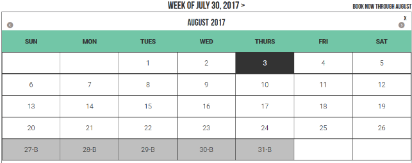 WEEK OF JULY 30, 2017 >
BOOK NOW THROUGH AUGUST
x
AUGUST 2017
SUN MON TUES WED THURS FRI SAT
1 2 3 4 5
6 7 8 9 10 11 12
13 14 15 16 17 18 19
20 21 22 23 24 25 26
27-B 28-B 29-B 30-B 31-B